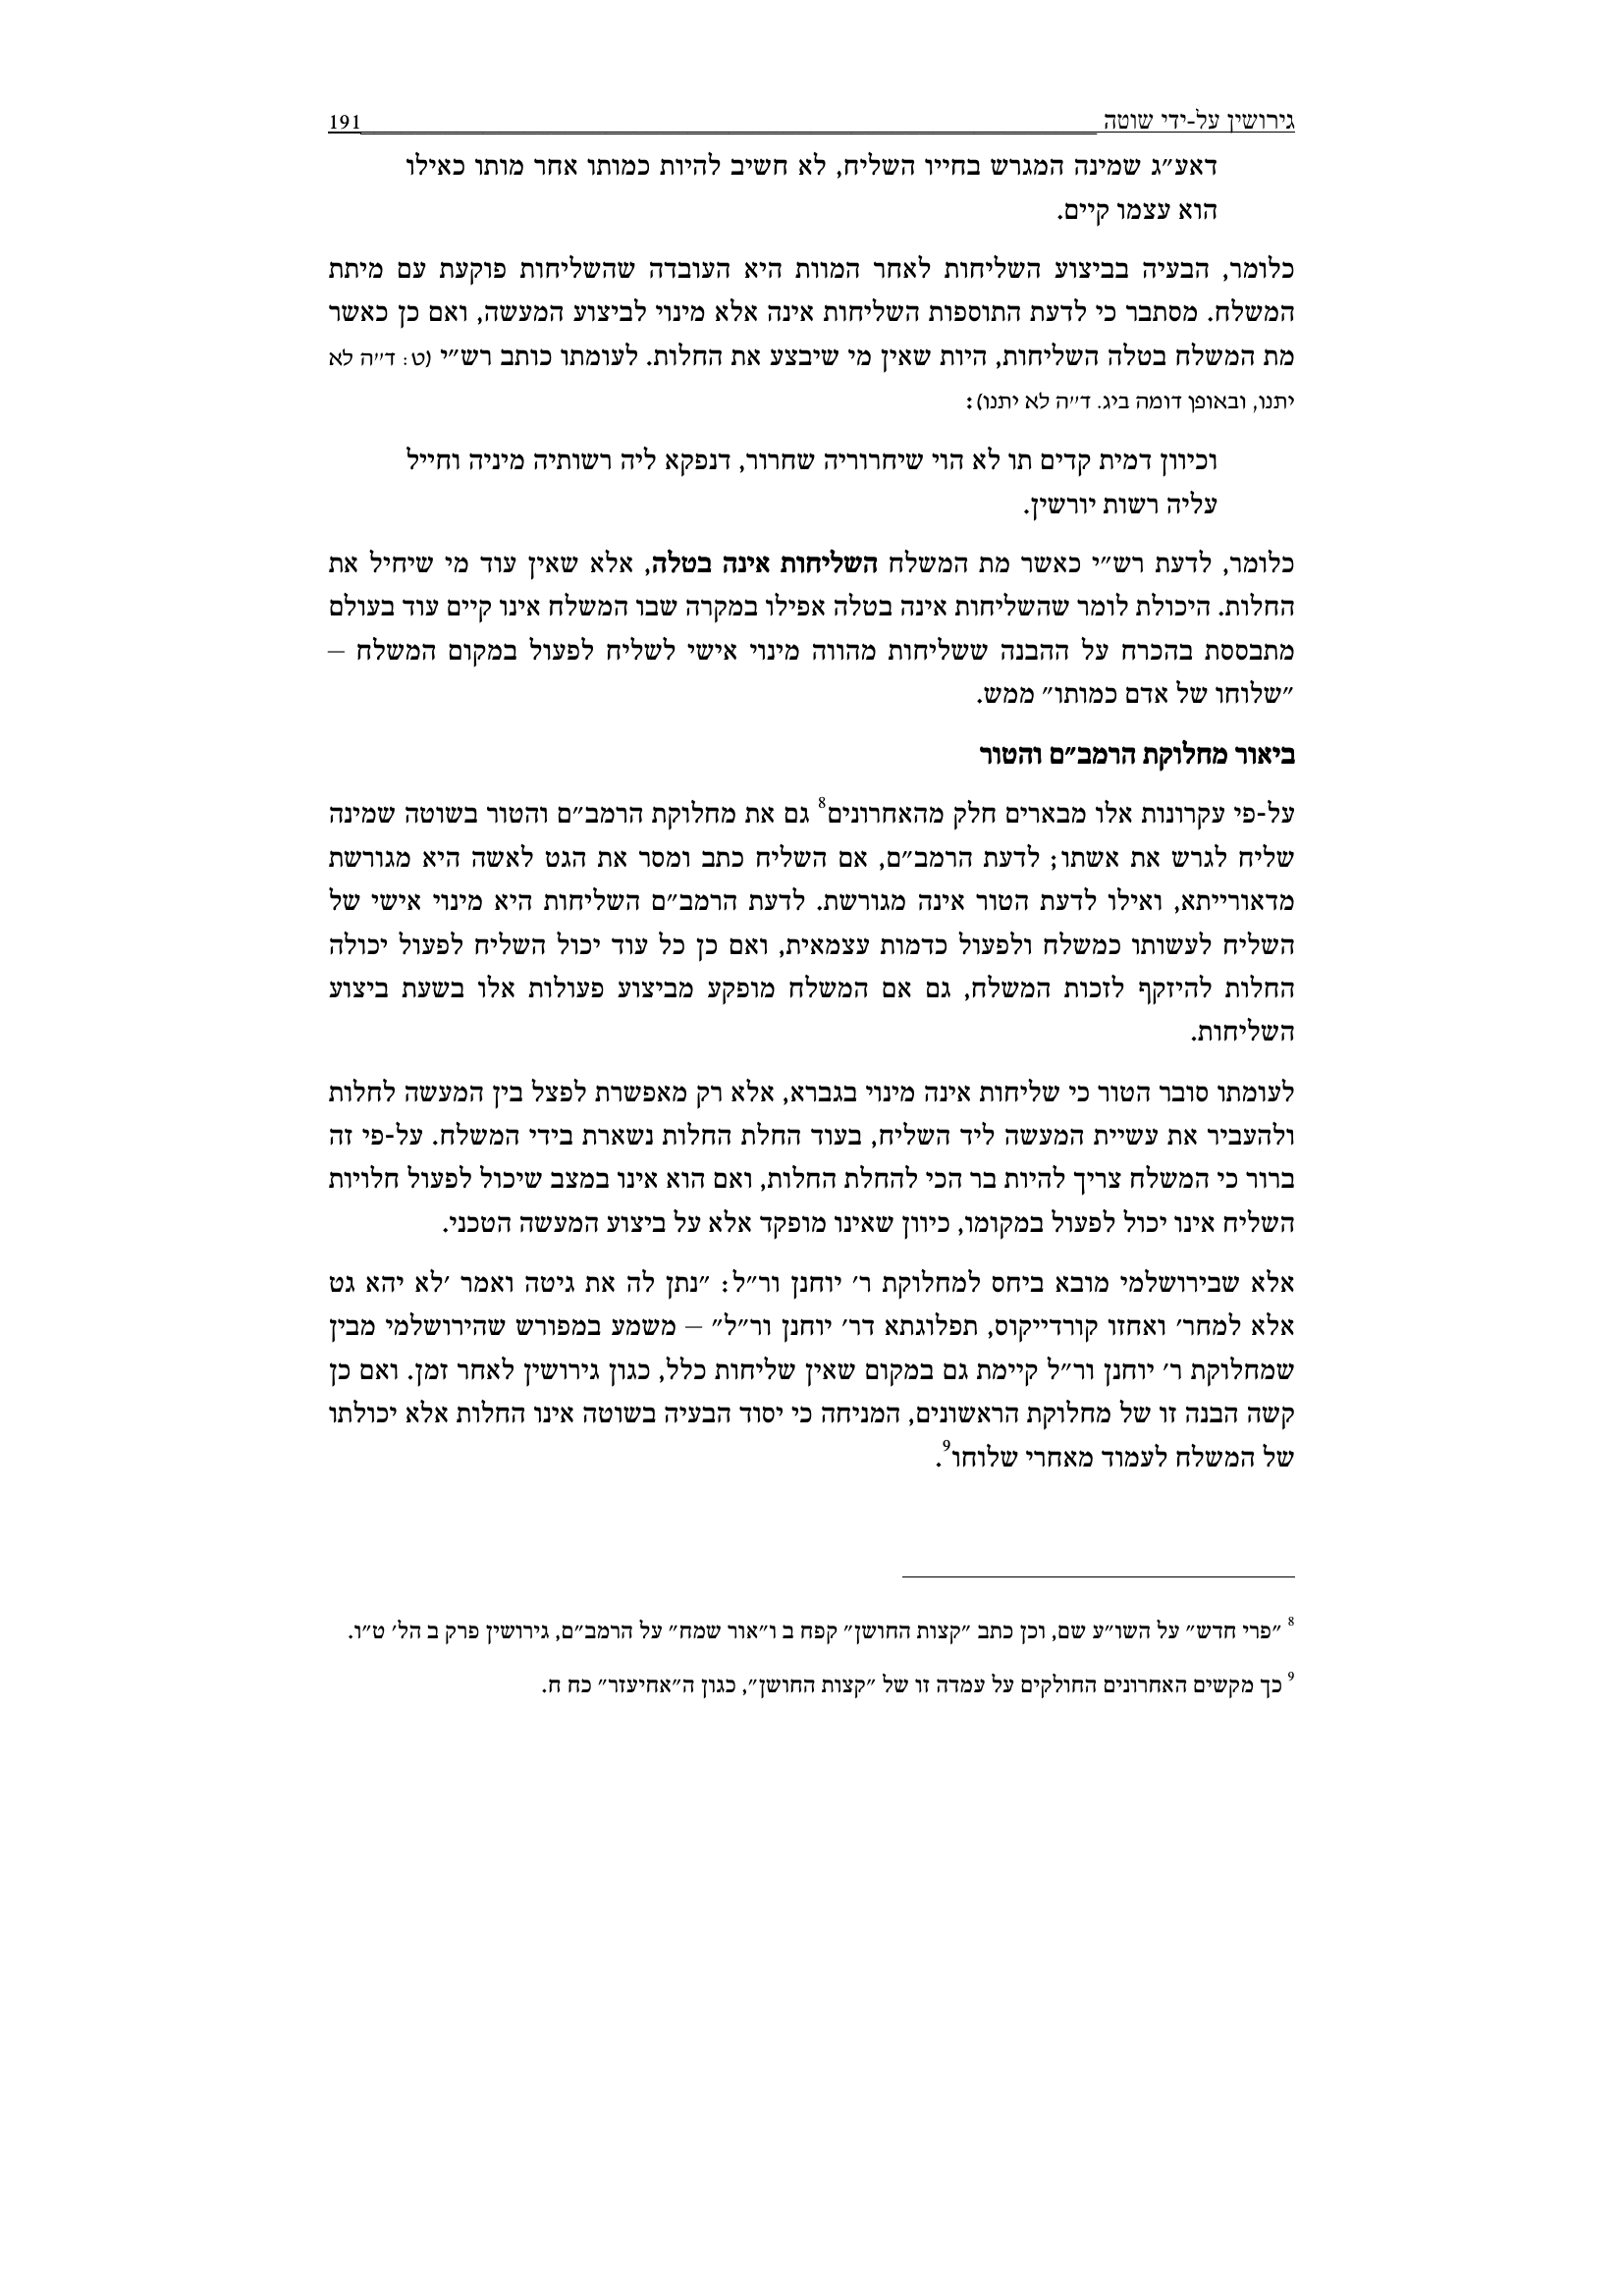 גירושין על-ידי שוטה 191
דאע״ג שמינה המגרש בחייו השליח, לא חשיב להיות כמותו אחר מותו כאילו
הוא עצמו קיים.
כלומר, הבעיה בביצוע השליחות לאחר המוות היא העובדה שהשליחות פוקעת עם מיתת
המשלח. מסתבר כי לדעת התוספות השליחות אינה אלא מינוי לביצוע המעשה, ואם כן כאשר
מת המשלח בטלה השליחות, היות שאין מי שיבצע את החלות. לעומתו כותב רש״י (ט: ד״ה לא
יתנו, ובאופן דומה ביג. ד״ה לא יתנו):
וכיוון דמית קדים תו לא הוי שיחרוריה שחרור, דנפקא ליה רשותיה מיניה וחייל
עליה רשות יורשין.
כלומר, לדעת רש״י כאשר מת המשלח השליחות אינה בטלה, אלא שאין עוד מי שיחיל את
החלות. היכולת לומר שהשליחות אינה בטלה אפילו במקרה שבו המשלח אינו קיים עוד בעולם
מתבססת בהכרח על ההבנה ששליחות מהווה מינוי אישי לשליח לפעול במקום המשלח –
״שלוחו של אדם כמותו״ ממש.
ביאור מחלוקת הרמב״ם והטור
על-פי עקרונות אלו מבארים חלק מהאחרונים8 גם את מחלוקת הרמב״ם והטור בשוטה שמינה
שליח לגרש את אשתו; לדעת הרמב״ם, אם השליח כתב ומסר את הגט לאשה היא מגורשת
מדאורייתא, ואילו לדעת הטור אינה מגורשת. לדעת הרמב״ם השליחות היא מינוי אישי של
השליח לעשותו כמשלח ולפעול כדמות עצמאית, ואם כן כל עוד יכול השליח לפעול יכולה
החלות להיזקף לזכות המשלח, גם אם המשלח מופקע מביצוע פעולות אלו בשעת ביצוע
השליחות.
לעומתו סובר הטור כי שליחות אינה מינוי בגברא, אלא רק מאפשרת לפצל בין המעשה לחלות
ולהעביר את עשיית המעשה ליד השליח, בעוד החלת החלות נשארת בידי המשלח. על-פי זה
ברור כי המשלח צריך להיות בר הכי להחלת החלות, ואם הוא אינו במצב שיכול לפעול חלויות
השליח אינו יכול לפעול במקומו, כיוון שאינו מופקד אלא על ביצוע המעשה הטכני.
אלא שבירושלמי מובא ביחס למחלוקת ר׳ יוחנן ור״ל: ״נתן לה את גיטה ואמר ׳לא יהא גט
אלא למחר׳ ואחזו קורדייקוס, תפלוגתא דר׳ יוחנן ור״ל״ – משמע במפורש שהירושלמי מבין
שמחלוקת ר׳ יוחנן ור״ל קיימת גם במקום שאין שליחות כלל, כגון גירושין לאחר זמן. ואם כן
קשה הבנה זו של מחלוקת הראשונים, המניחה כי יסוד הבעיה בשוטה אינו החלות אלא יכולתו
של המשלח לעמוד מאחרי שלוחו9.
8 ״פרי חדש״ על השו״ע שם, וכן כתב ״קצות החושן״ קפח ב ו״אור שמח״ על הרמב״ם, גירושין פרק ב הל׳ ט״ו.
9 כך מקשים האחרונים החולקים על עמדה זו של ״קצות החושן״, כגון ה״אחיעזר״ כח ח.